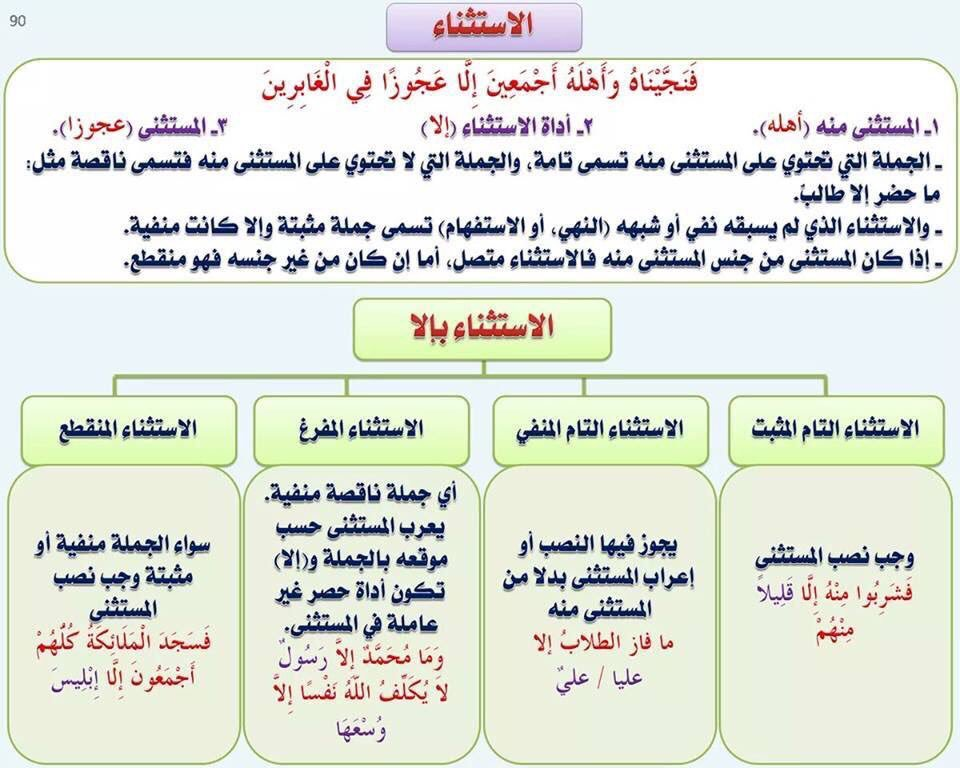 90
الاستثناء
فَنَجَّيْنَاهُ وَأَهْلَهُ أَجْمَعِينَ إِلَّا عَجُوزًا فِي الْغَابِرِينَ
١ـ المستثنى منه (أهله). ٢ـ أداة الاستثناء (إلا) ٣ـ المستثنى (عجوزا).
ـ الجملة التي تحتوي على المستثنى منه تسمى تامة، والجملة التي لا تحتوي على المستثنى منه فتسمى ناقصة مثل:
ما حضر إلا طالبٌ.
ـ والاستثناء الذي لم يسبقه نفي أو شبهه (النهي، أو الاستفهام) تسمى جملة مثبتة وإلا كانت منفية.
ـ إذا كان المستثنى من جنس المستثنى منه فالاستثناء متصل، أما إن كان من غير جنسه فهو منقطع.
الاستثناء بإلا
الاستثناء التام المثبت
وجب نصب المستثنى
فَشَرِبُوا مِنْهُ إِلَّا قَلِيلاً
مِنْهُمْ
الاستثناء التام المنفي
يجوز فيها النصب أو
إعراب المستثنى بدلا من
المستثنى منه
ما فاز الطلابُ إلا
عليا / عليٌ
الاستثناء المفرغ
أي جملة ناقصة منفية.
يعرب المستثنى حسب
موقعه بالجملة و(إلا)
تكون أداة حصر غير
عاملة في المستثنى.
وَمَا مُحَمَّدٌ إِلاَّ رَسُولٌ
لاَ يُكَلِّفُ اللّهُ نَفْسًا إِلاَّ
وُسْعَهَا
الاستثناء المنقطع
سواء الجملة منفية أو
مثبتة وجب نصب
المستثنى
فَسَجَدَ الْمَلَائِكَةُ كُلُّهُمْ
أَجْمَعُونَ إِلَّا إِبْلِيسَ